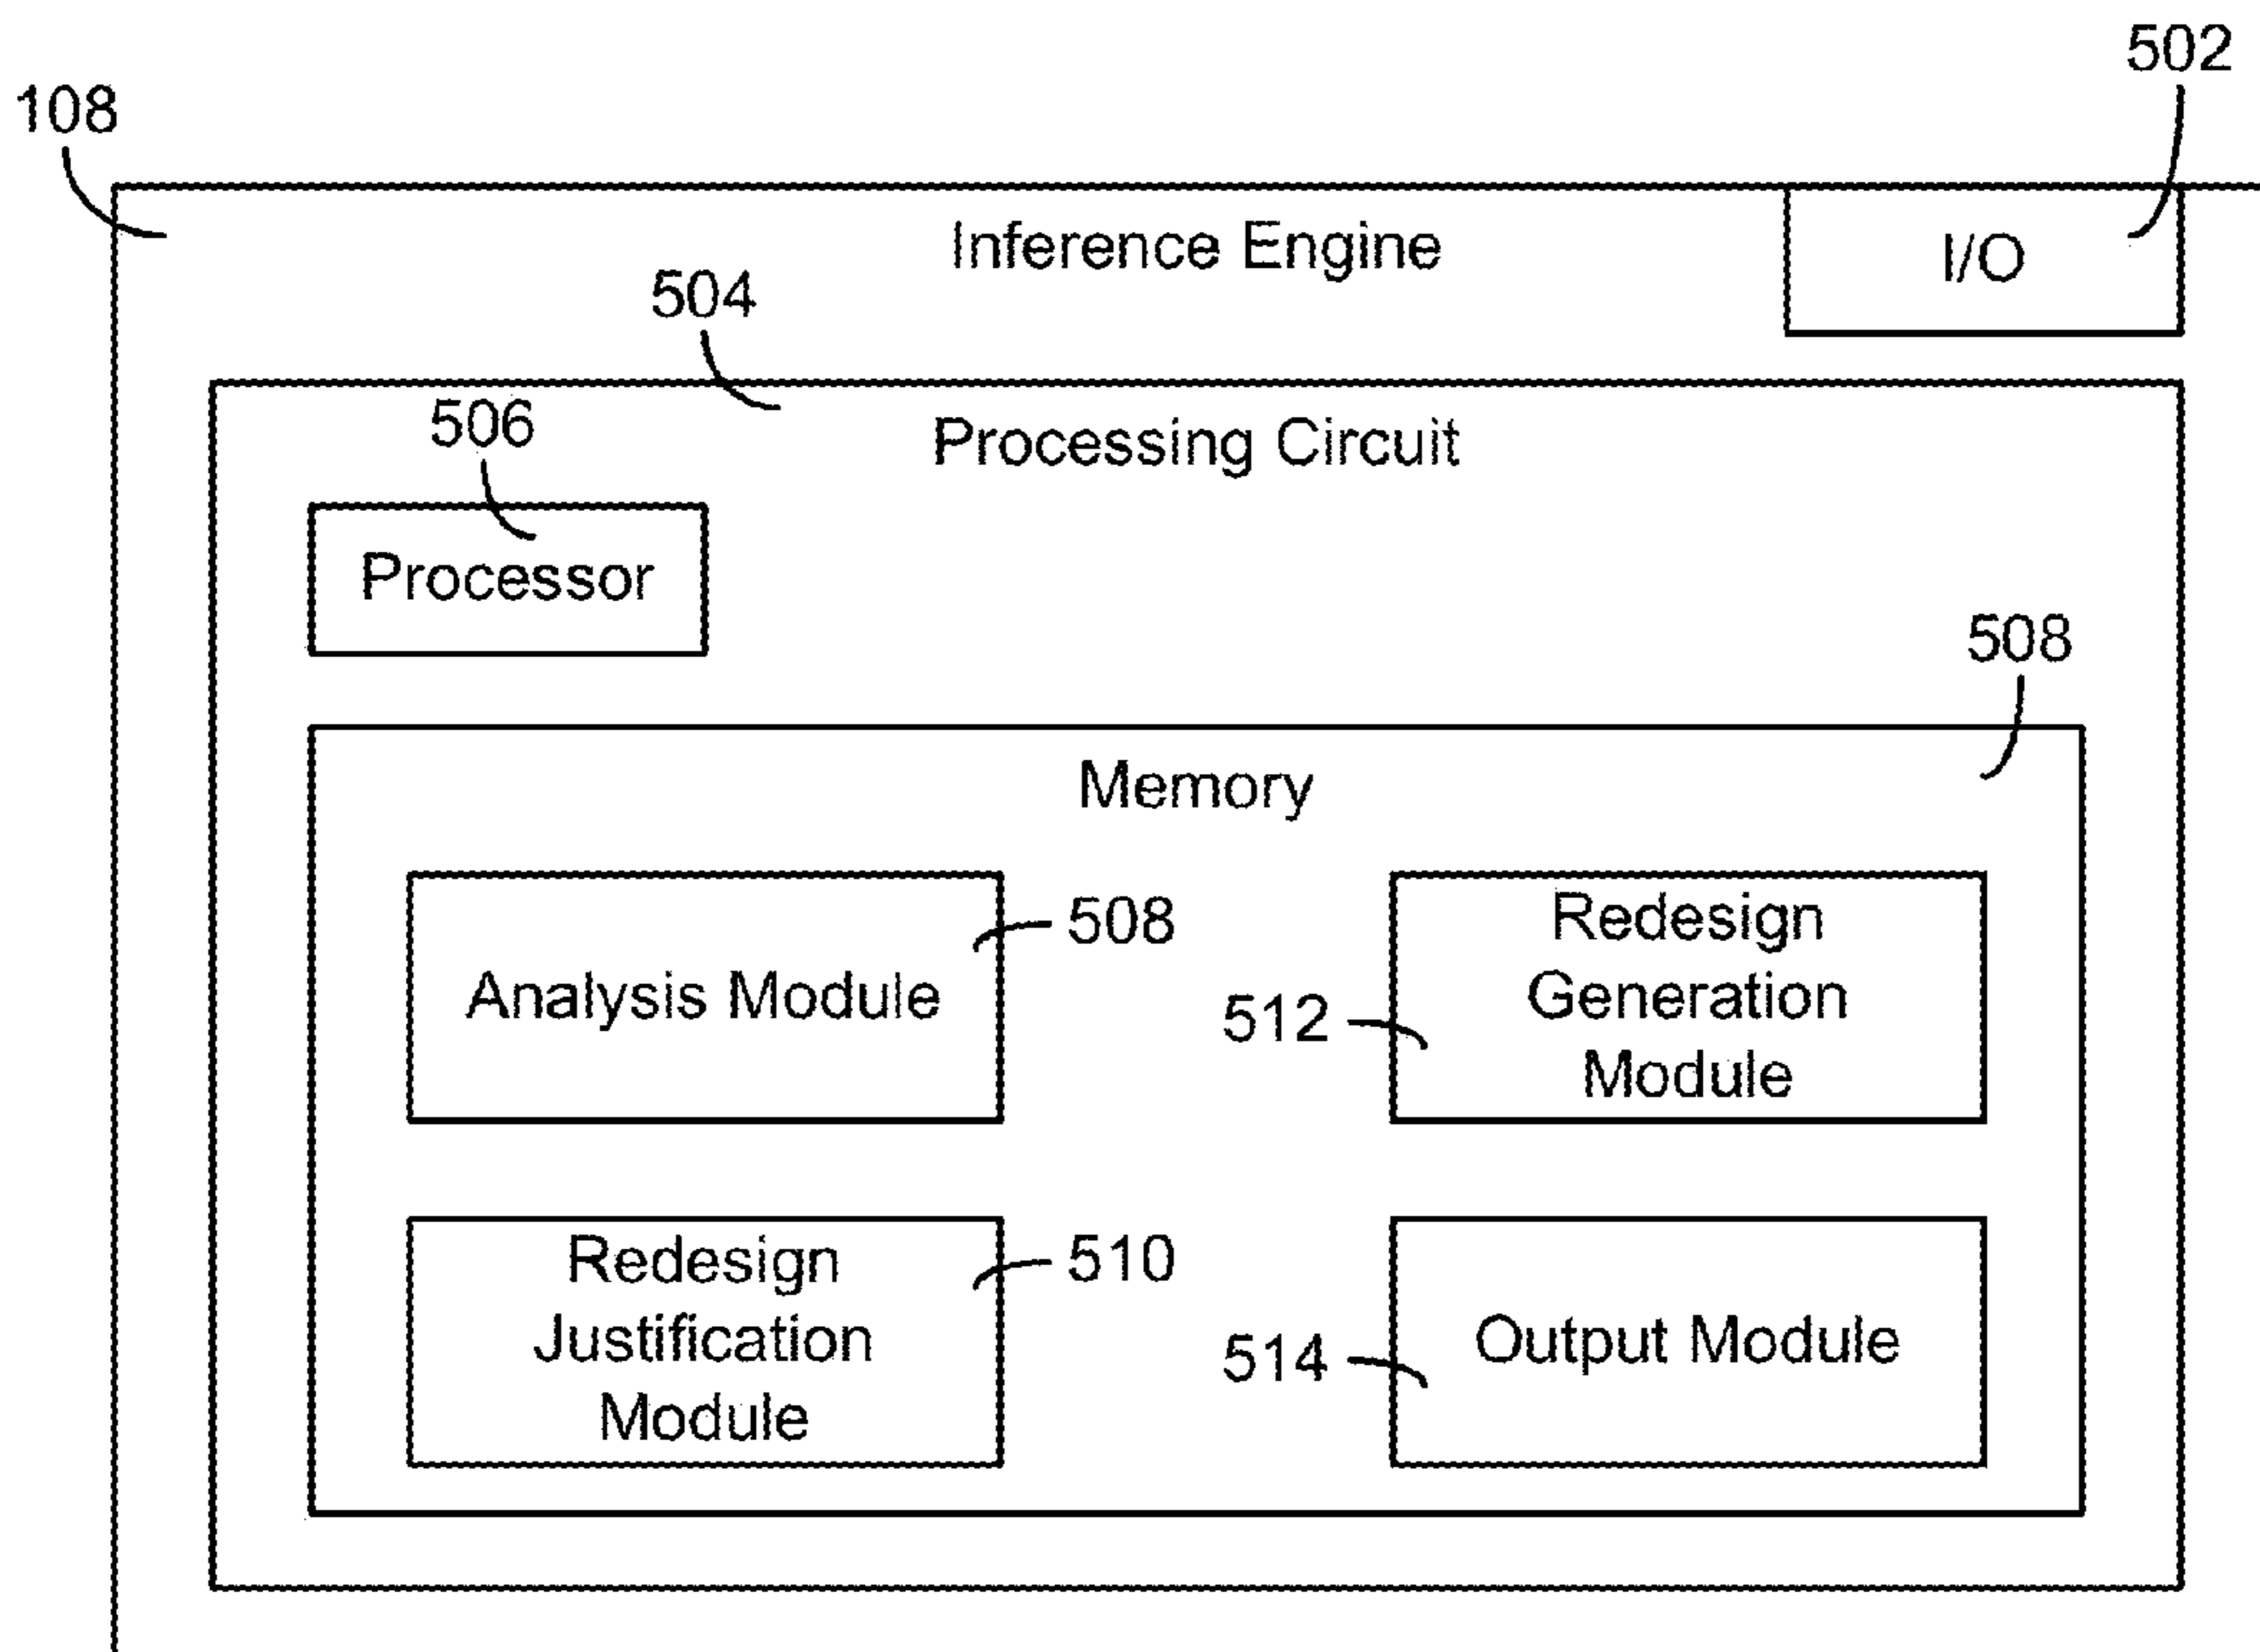 502
108
Inference Engine
I/O
504
506
Processing Circuit
Processor
508
Memory
Analysis Module
508
512
Redesign
Generation
Module
Redesign
Justification
Module
510
514
Output Module